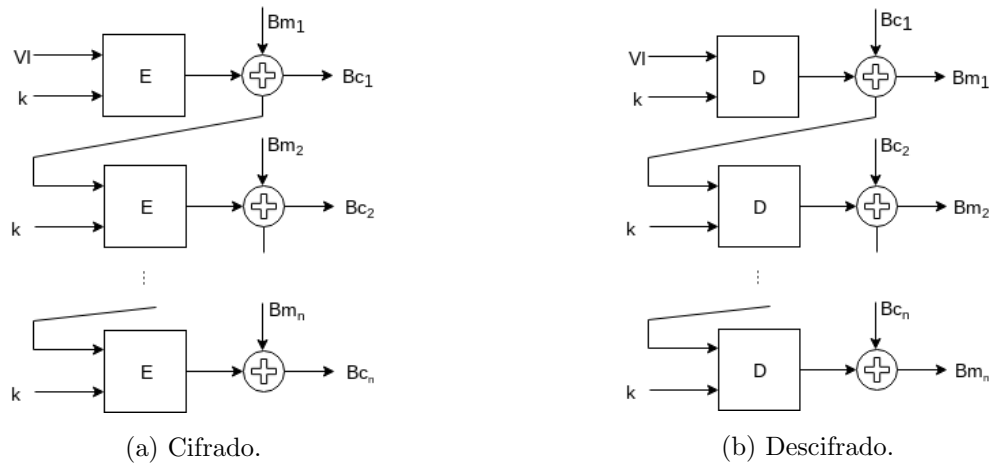 Bm₁
VI
E
k
Bc₁
Bm₂
E
k
Bc₂
Bmₙ
E
k
Bcₙ
(a) Cifrado.
Bc₁
VI
D
k
Bm₁
Bc₂
D
k
Bm₂
Bcₙ
D
k
Bmₙ
(b) Descifrado.